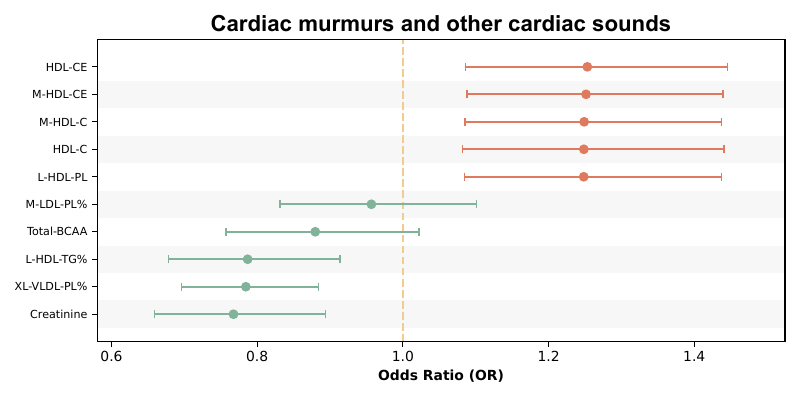 Cardiac murmurs and other cardiac sounds
HDL-CE
M-HDL-CE
M-HDL-C
HDL-C
L-HDL-PL
M-LDL-PL%
Total-BCAA
L-HDL-TG%
XL-VLDL-PL%
Creatinine
0.6 0.8 1.0 1.2 1.4
Odds Ratio (OR)